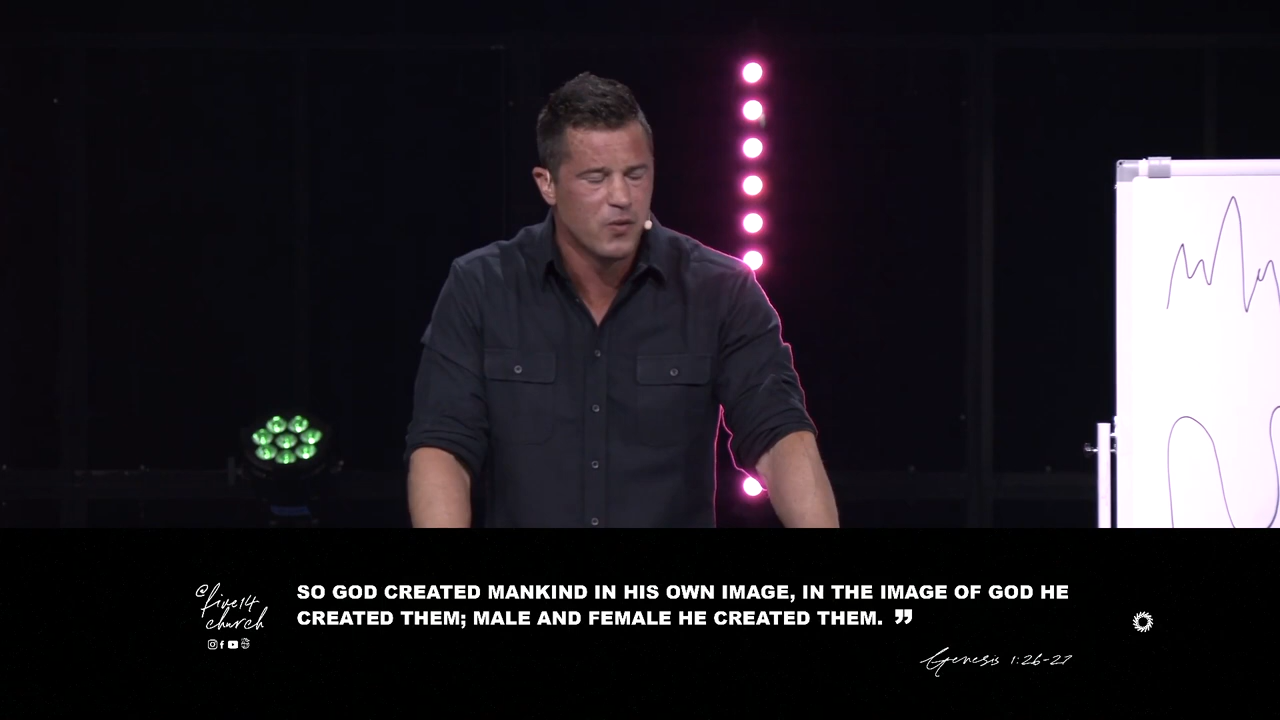 @five14
church
SO GOD CREATED MANKIND IN HIS OWN IMAGE, IN THE IMAGE OF GOD HE
CREATED THEM; MALE AND FEMALE HE CREATED THEM. ”
Genesis 1:26-27